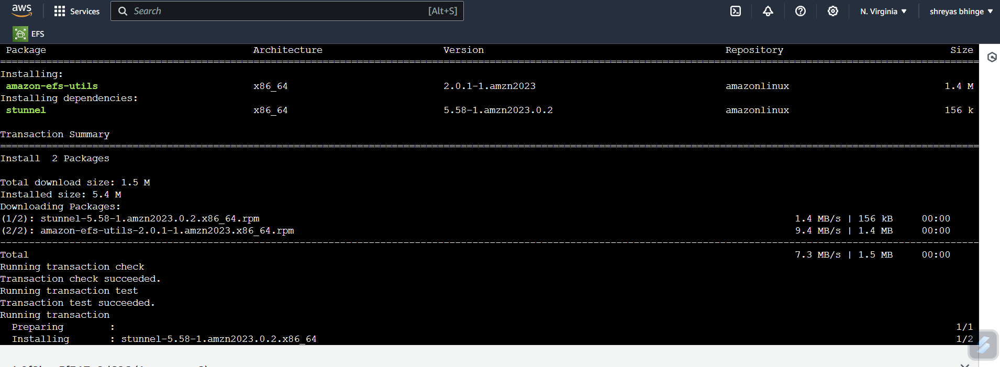 aws Services Search [Alt+S] N. Virginia ▼ shreyas bhinge ▼
EFS
Package Architecture Version Repository Size
Installing:
amazon-efs-utils x86_64 2.0.1-1.amzn2023 amazonlinux 1.4 M
Installing dependencies:
stunnel x86_64 5.58-1.amzn2023.0.2 amazonlinux 156 k
Transaction Summary
Install 2 Packages
Total download size: 1.5 M
Installed size: 5.4 M
Downloading Packages:
(1/2): stunnel-5.58-1.amzn2023.0.2.x86_64.rpm 1.4 MB/s | 156 kB 00:00
(2/2): amazon-efs-utils-2.0.1-1.amzn2023.x86_64.rpm 9.4 MB/s | 1.4 MB 00:00
Total 7.3 MB/s | 1.5 MB 00:00
Running transaction check
Transaction check succeeded.
Running transaction test
Transaction test succeeded.
Running transaction
Preparing : 1/1
Installing : stunnel-5.58-1.amzn2023.0.2.x86_64 1/2